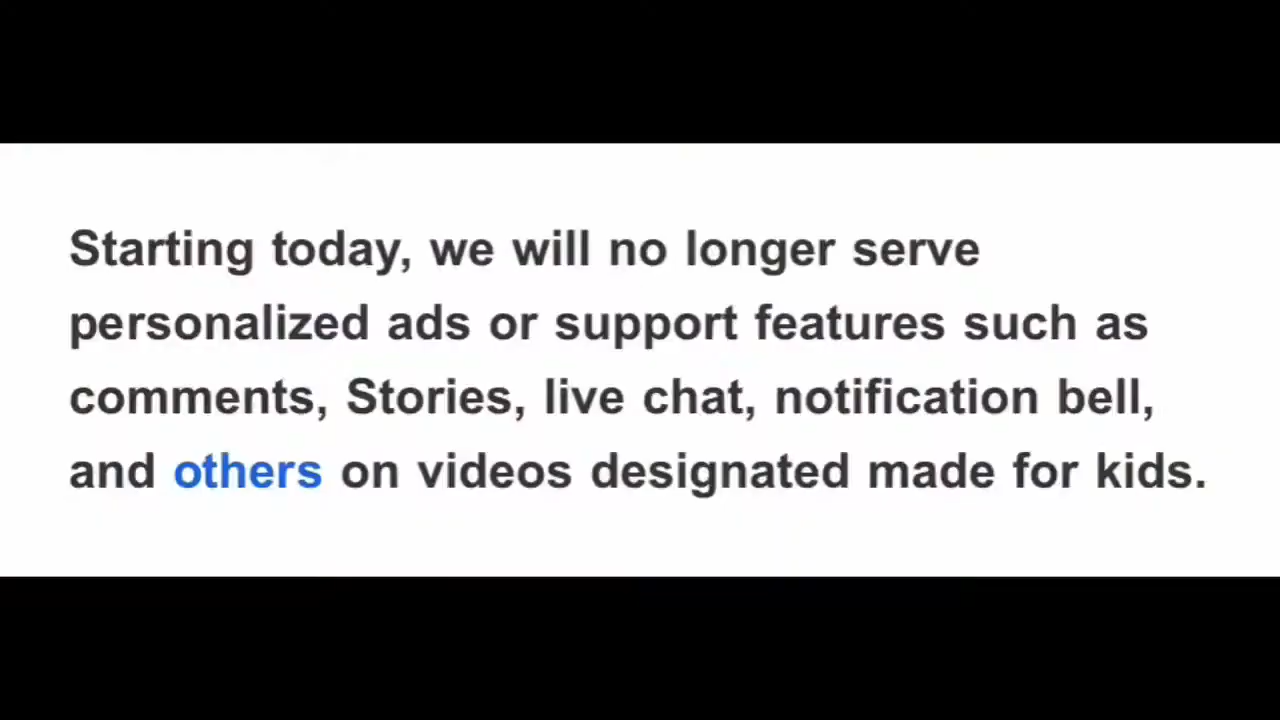 Starting today, we will no longer serve
personalized ads or support features such as
comments, Stories, live chat, notification bell,
and others on videos designated made for kids.